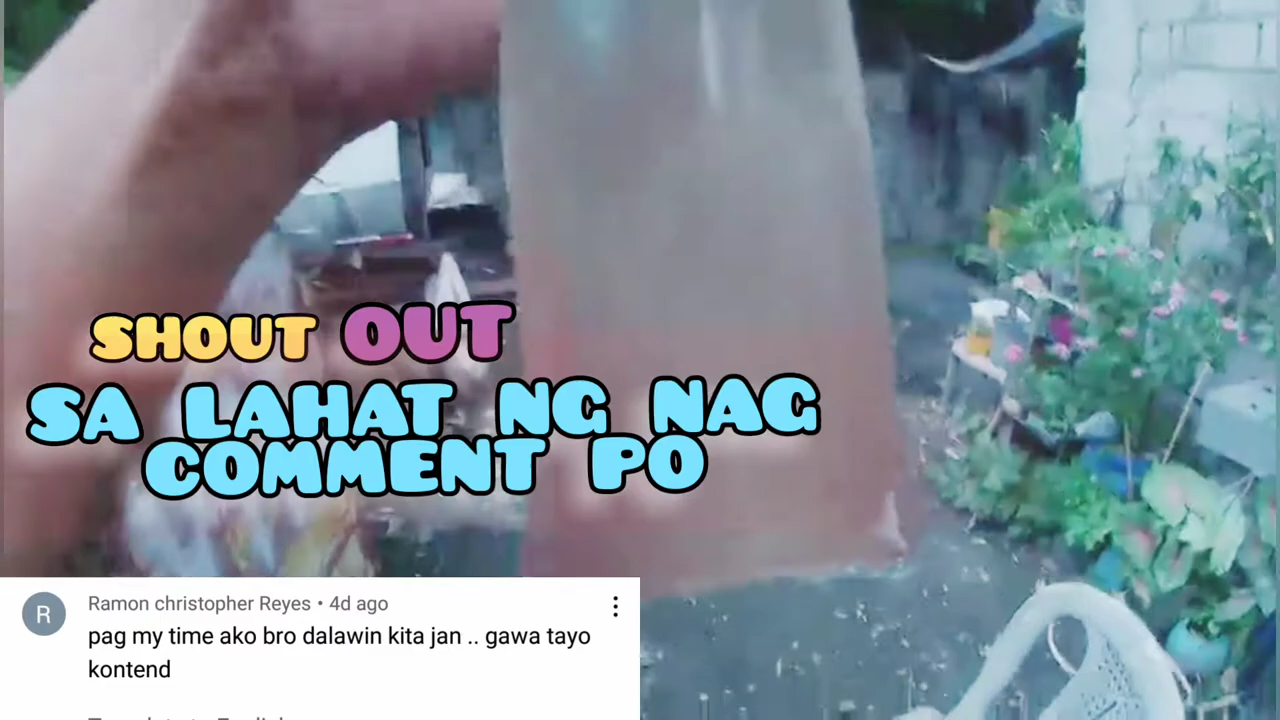 SHOUT OUT
SA LAHAT NG NAG
COMMENT PO
R
Ramon christopher Reyes • 4d ago
pag my time ako bro dalawin kita jan .. gawa tayo
kontend